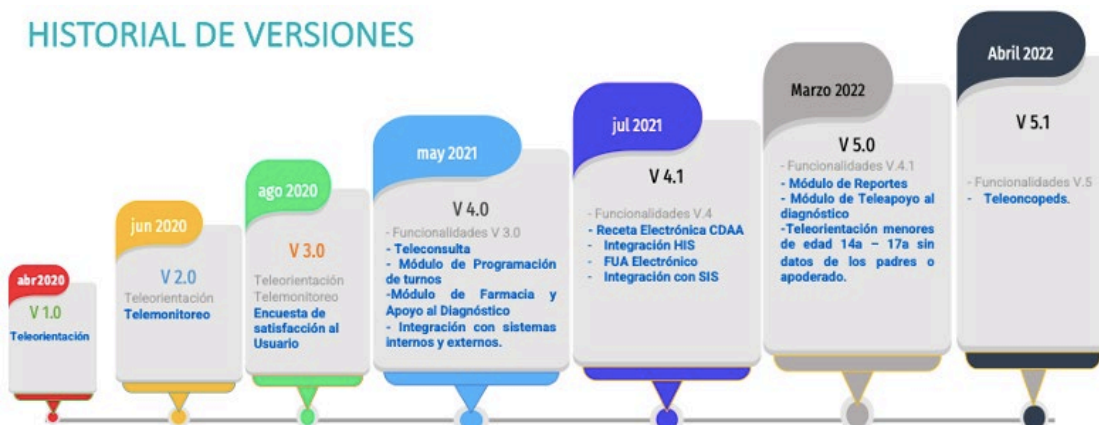 HISTORIAL DE VERSIONES
abr2020
V 1.0
Teleorientación
jun 2020
V 2.0
Teleorientación
Telemonitoreo
ago 2020
V 3.0
Teleorientación
Telemonitoreo
Encuesta de
satisfacción al
Usuario
may 2021
V 4.0
- Funcionalidades V 3.0
- Teleconsulta
- Módulo de Programación
de turnos
-Módulo de Farmacia y
Apoyo al Diagnóstico
- Integración con sistemas
internos y externos.
jul 2021
V 4.1
- Funcionalidades V.4
- Receta Electrónica CDAA
- Integración HIS
- FUA Electrónico
- Integración con SIS
Marzo 2022
V 5.0
- Funcionalidades V.4.1
- Módulo de Reportes
- Módulo de Teleapoyo al
diagnóstico
-Teleorientación menores
de edad 14a – 17a sin
datos de los padres o
apoderado.
Abril 2022
V 5.1
- Funcionalidades V.5
- Teleoncopeds.